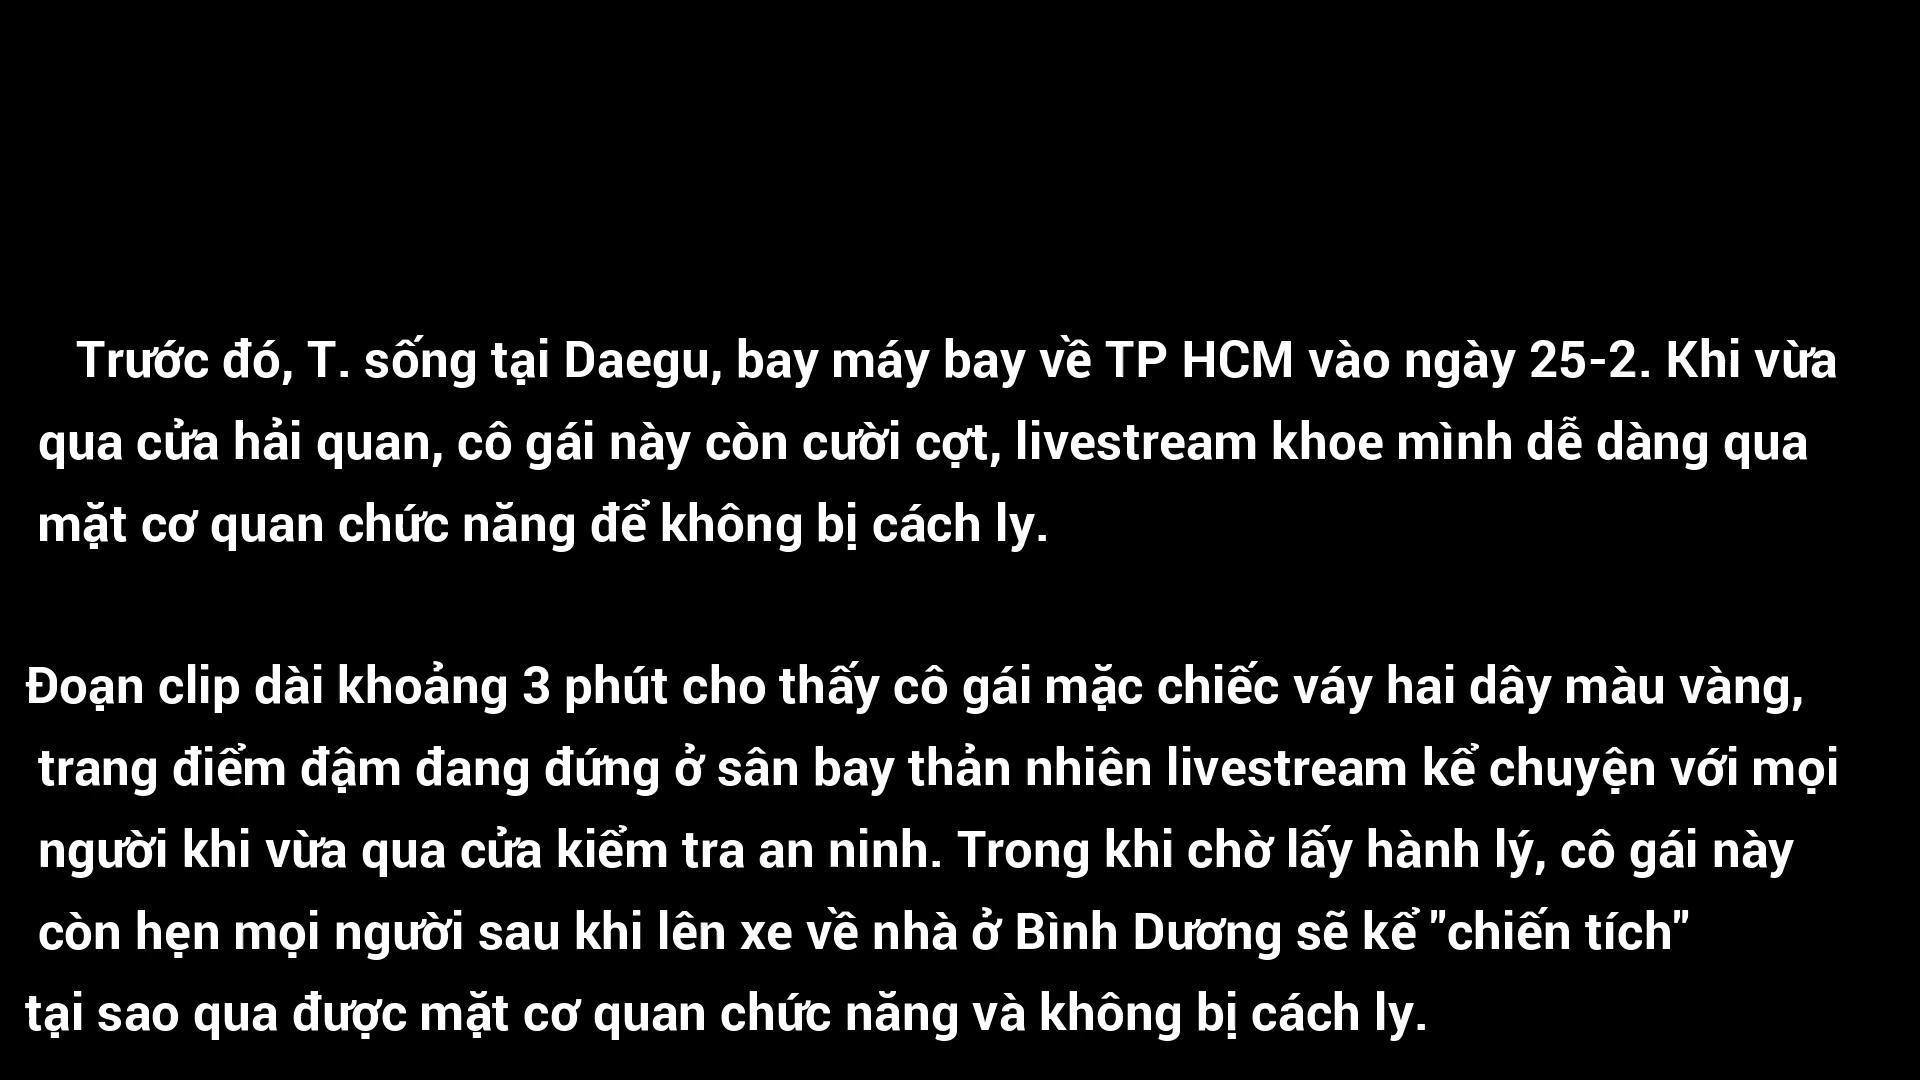 Trước đó, T. sống tại Daegu, bay máy bay về TP HCM vào ngày 25-2. Khi vừa
qua cửa hải quan, cô gái này còn cười cợt, livestream khoe mình dễ dàng qua
mặt cơ quan chức năng để không bị cách ly.
Đoạn clip dài khoảng 3 phút cho thấy cô gái mặc chiếc váy hai dây màu vàng,
trang điểm đậm đang đứng ở sân bay thản nhiên livestream kể chuyện với mọi
người khi vừa qua cửa kiểm tra an ninh. Trong khi chờ lấy hành lý, cô gái này
còn hẹn mọi người sau khi lên xe về nhà ở Bình Dương sẽ kể "chiến tích"
tại sao qua được mặt cơ quan chức năng và không bị cách ly.